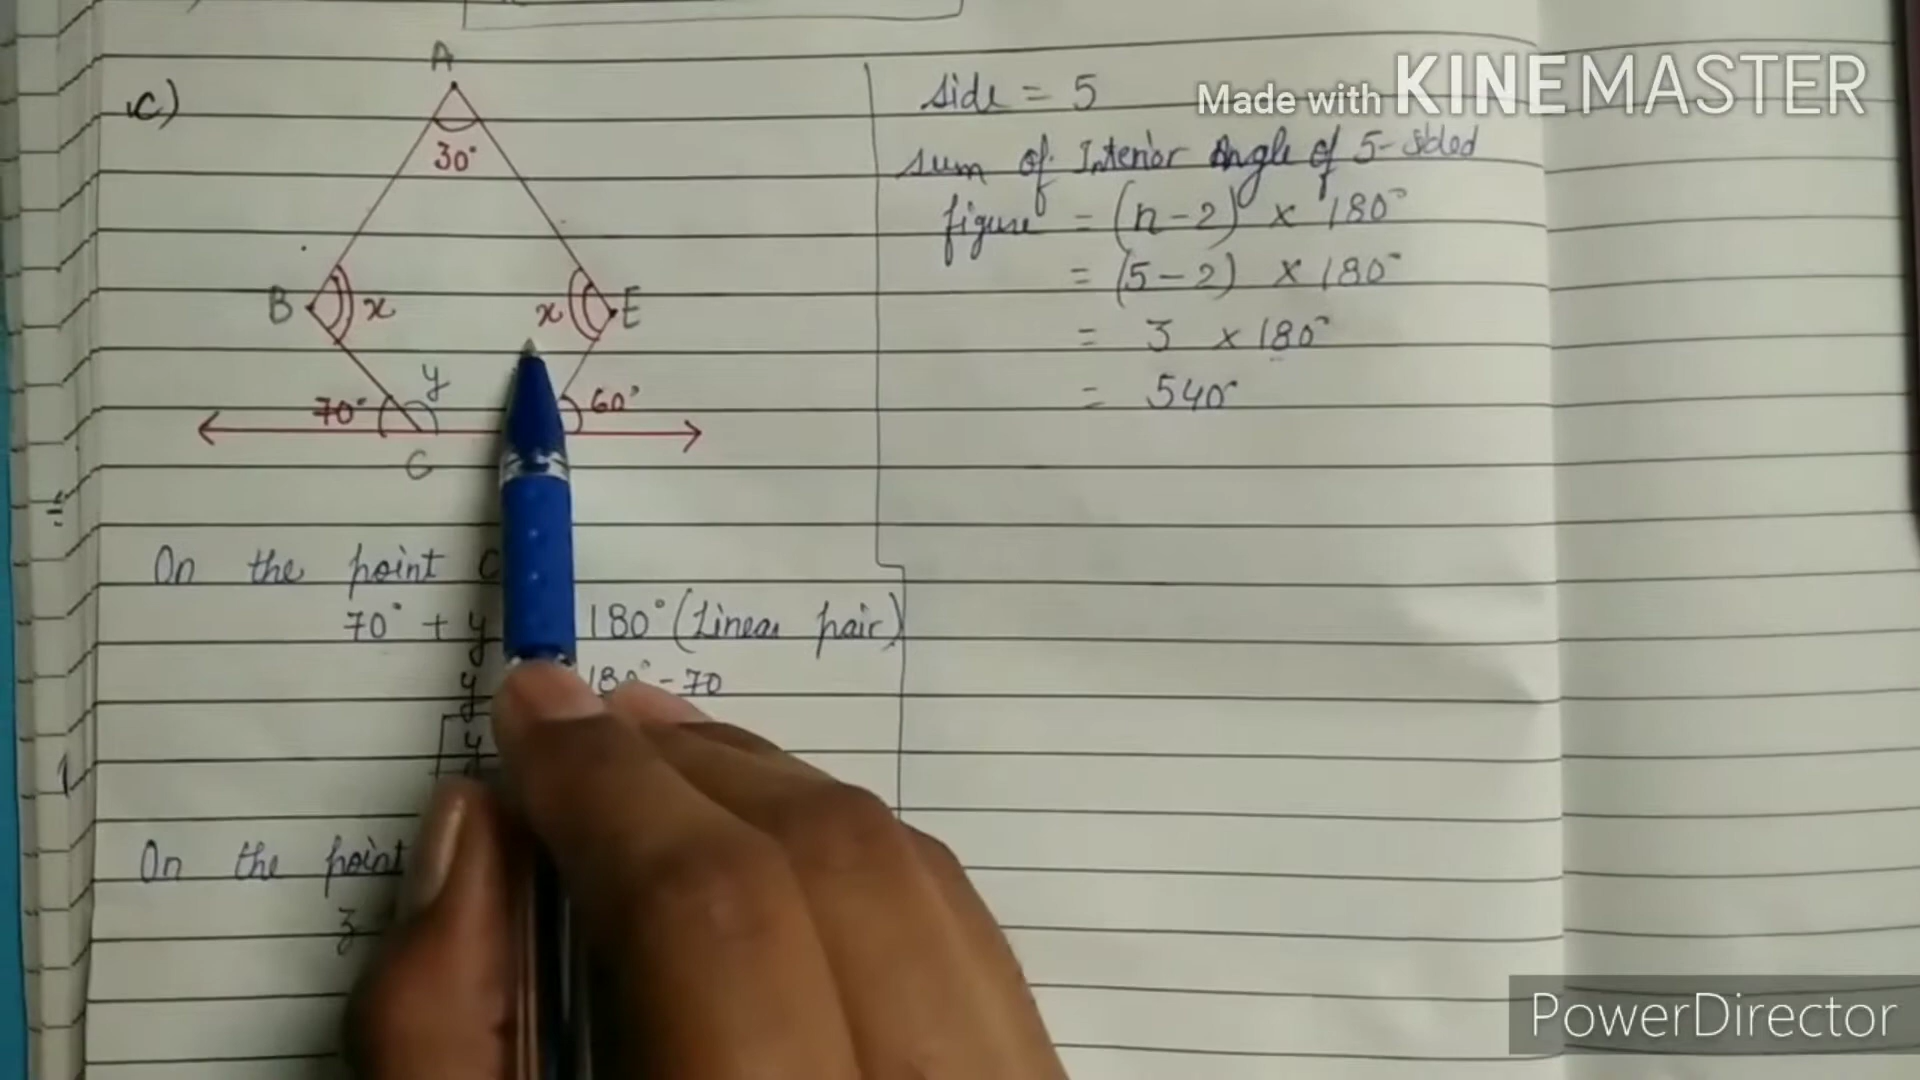 c)
A
30°
B
x
x
E
y
70°
60°
C
On the point C
70° + y 180° (Linear pair)
y 180° - 70
y
On the point
z
Side = 5
sum of Interior Angle of 5-sided
figure = (n-2) × 180°
= (5-2) × 180°
= 3 × 180°
= 540°
Made with KINEMASTER
PowerDirector